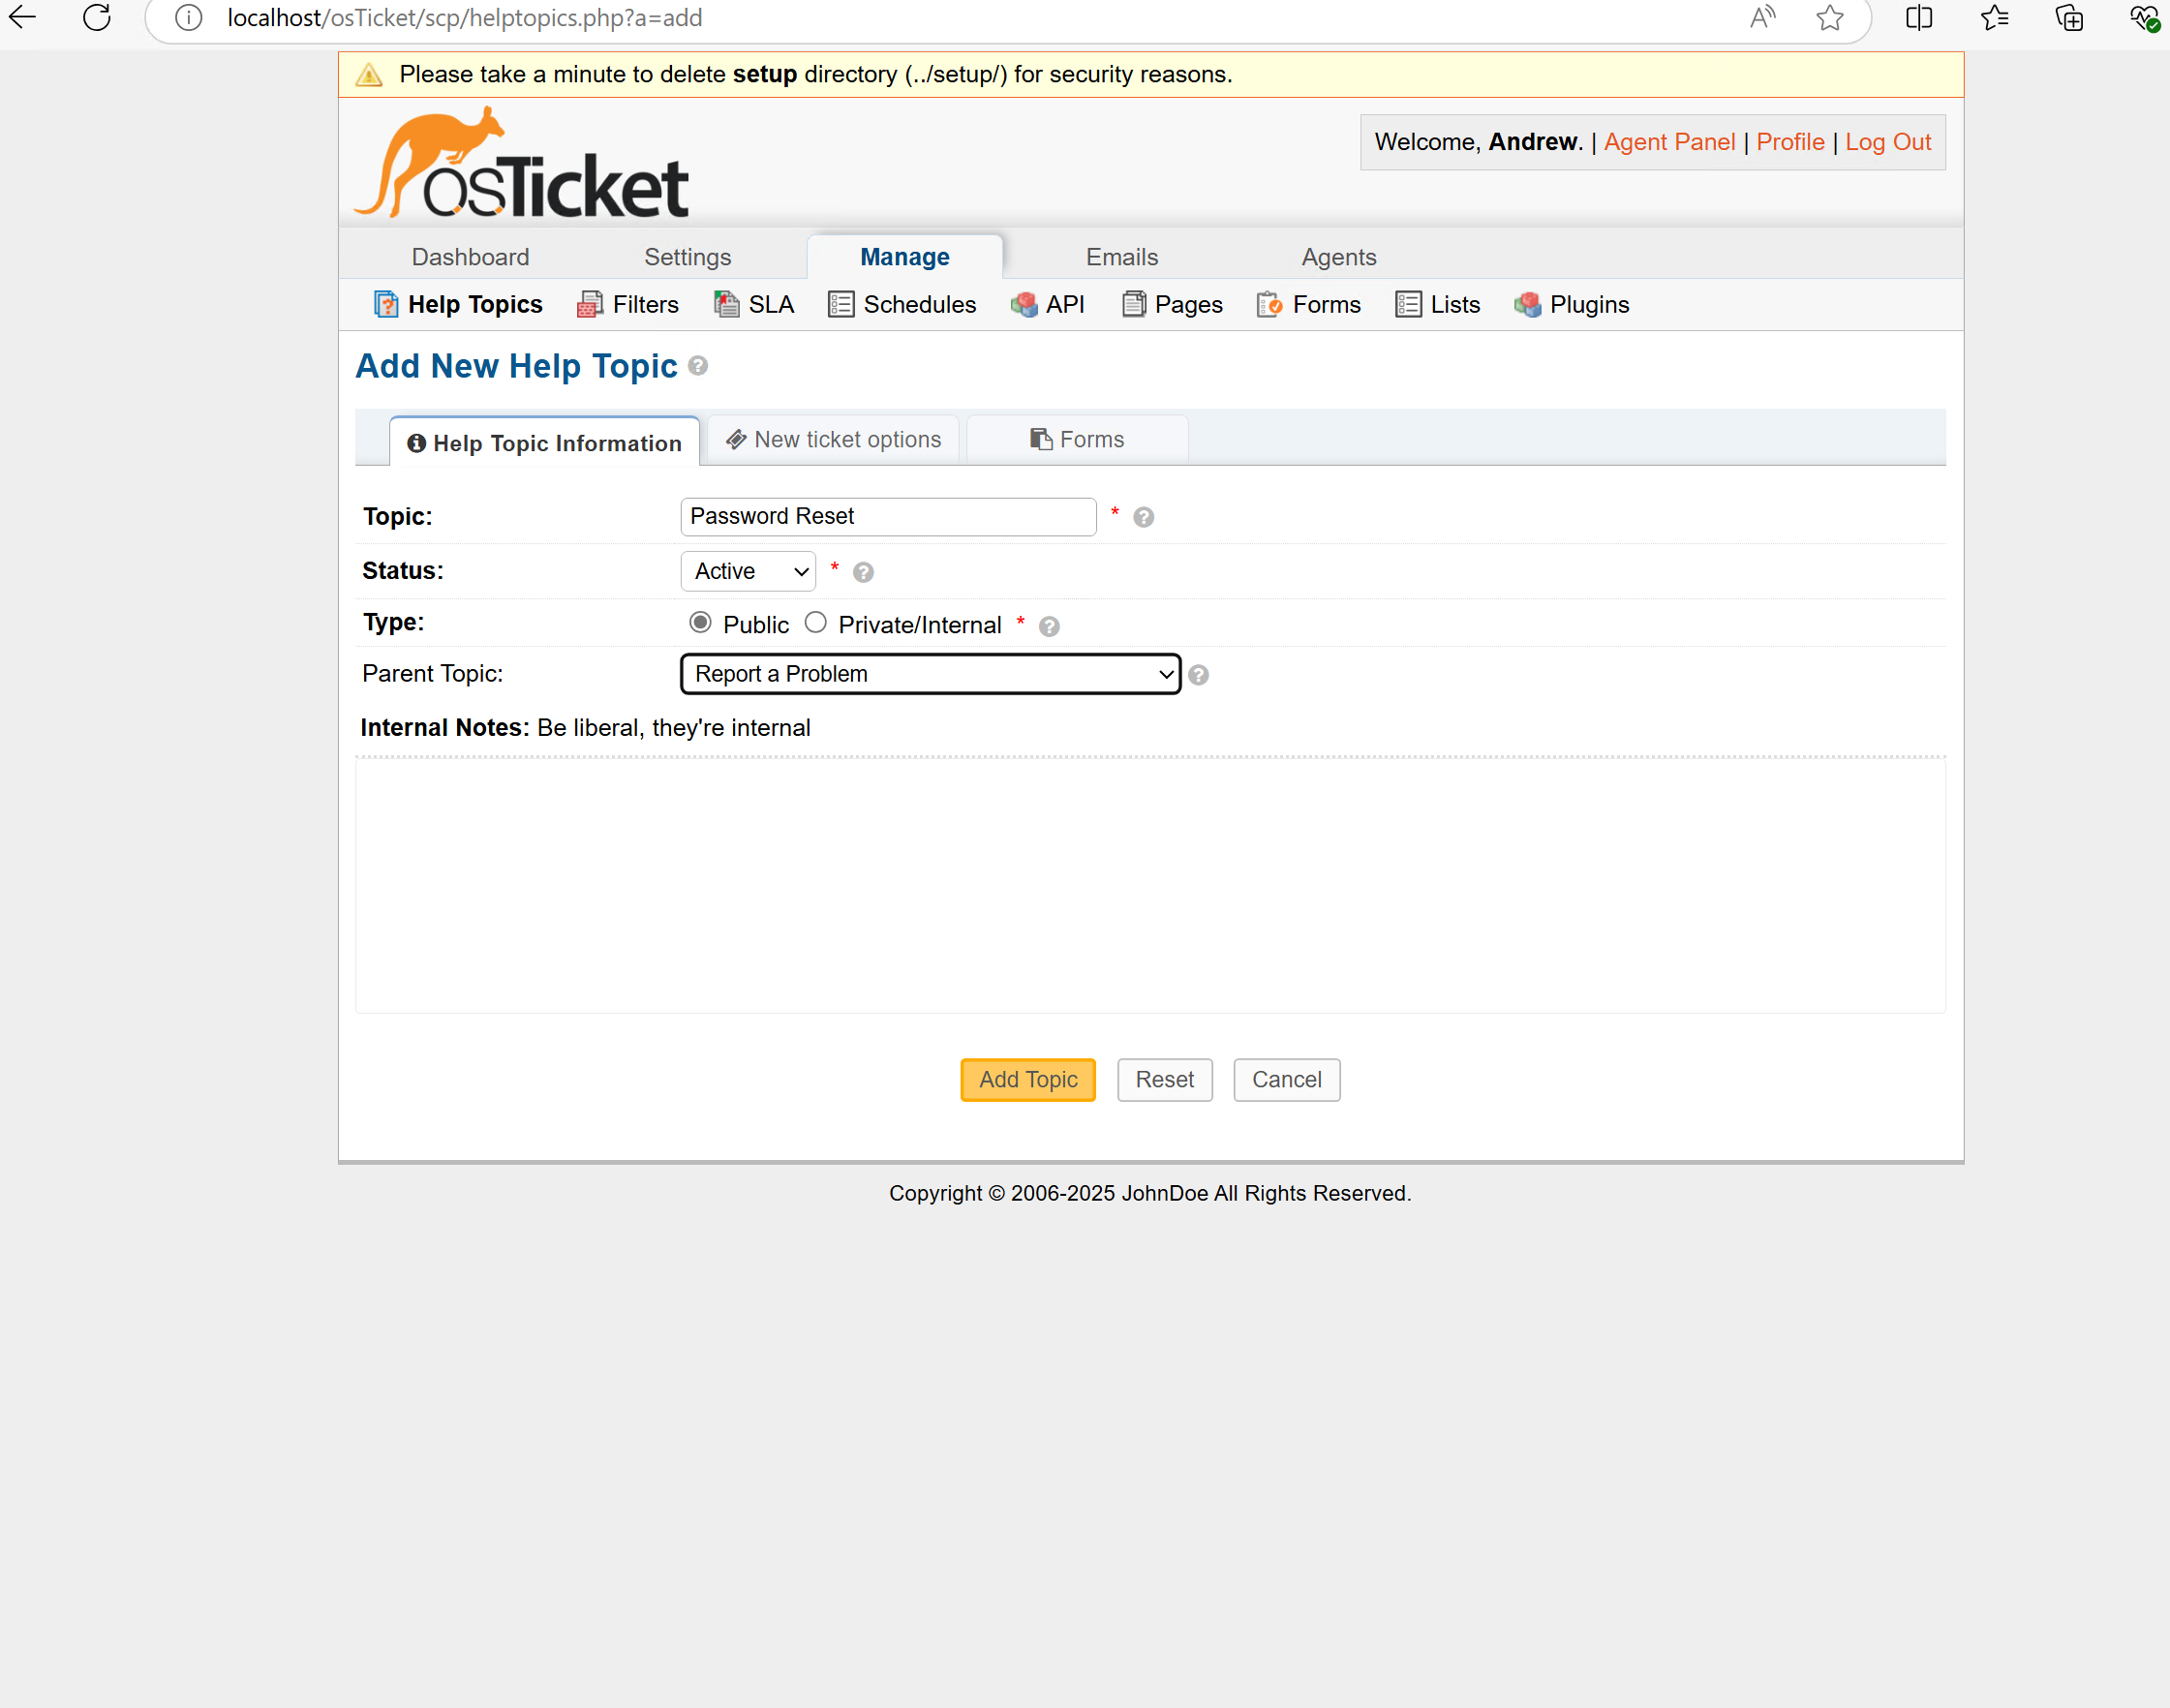 localhost/osTicket/scp/helptopics.php?a=add
Please take a minute to delete setup directory (../setup/) for security reasons.
osTicket
Welcome, Andrew. | Agent Panel | Profile | Log Out
Dashboard Settings Manage Emails Agents
Help Topics Filters SLA Schedules API Pages Forms Lists Plugins
Add New Help Topic
Help Topic Information New ticket options Forms
Topic: Password Reset *
Status: Active *
Type: Public Private/Internal *
Parent Topic: Report a Problem
Internal Notes: Be liberal, they're internal
Add Topic Reset Cancel
Copyright © 2006-2025 JohnDoe All Rights Reserved.